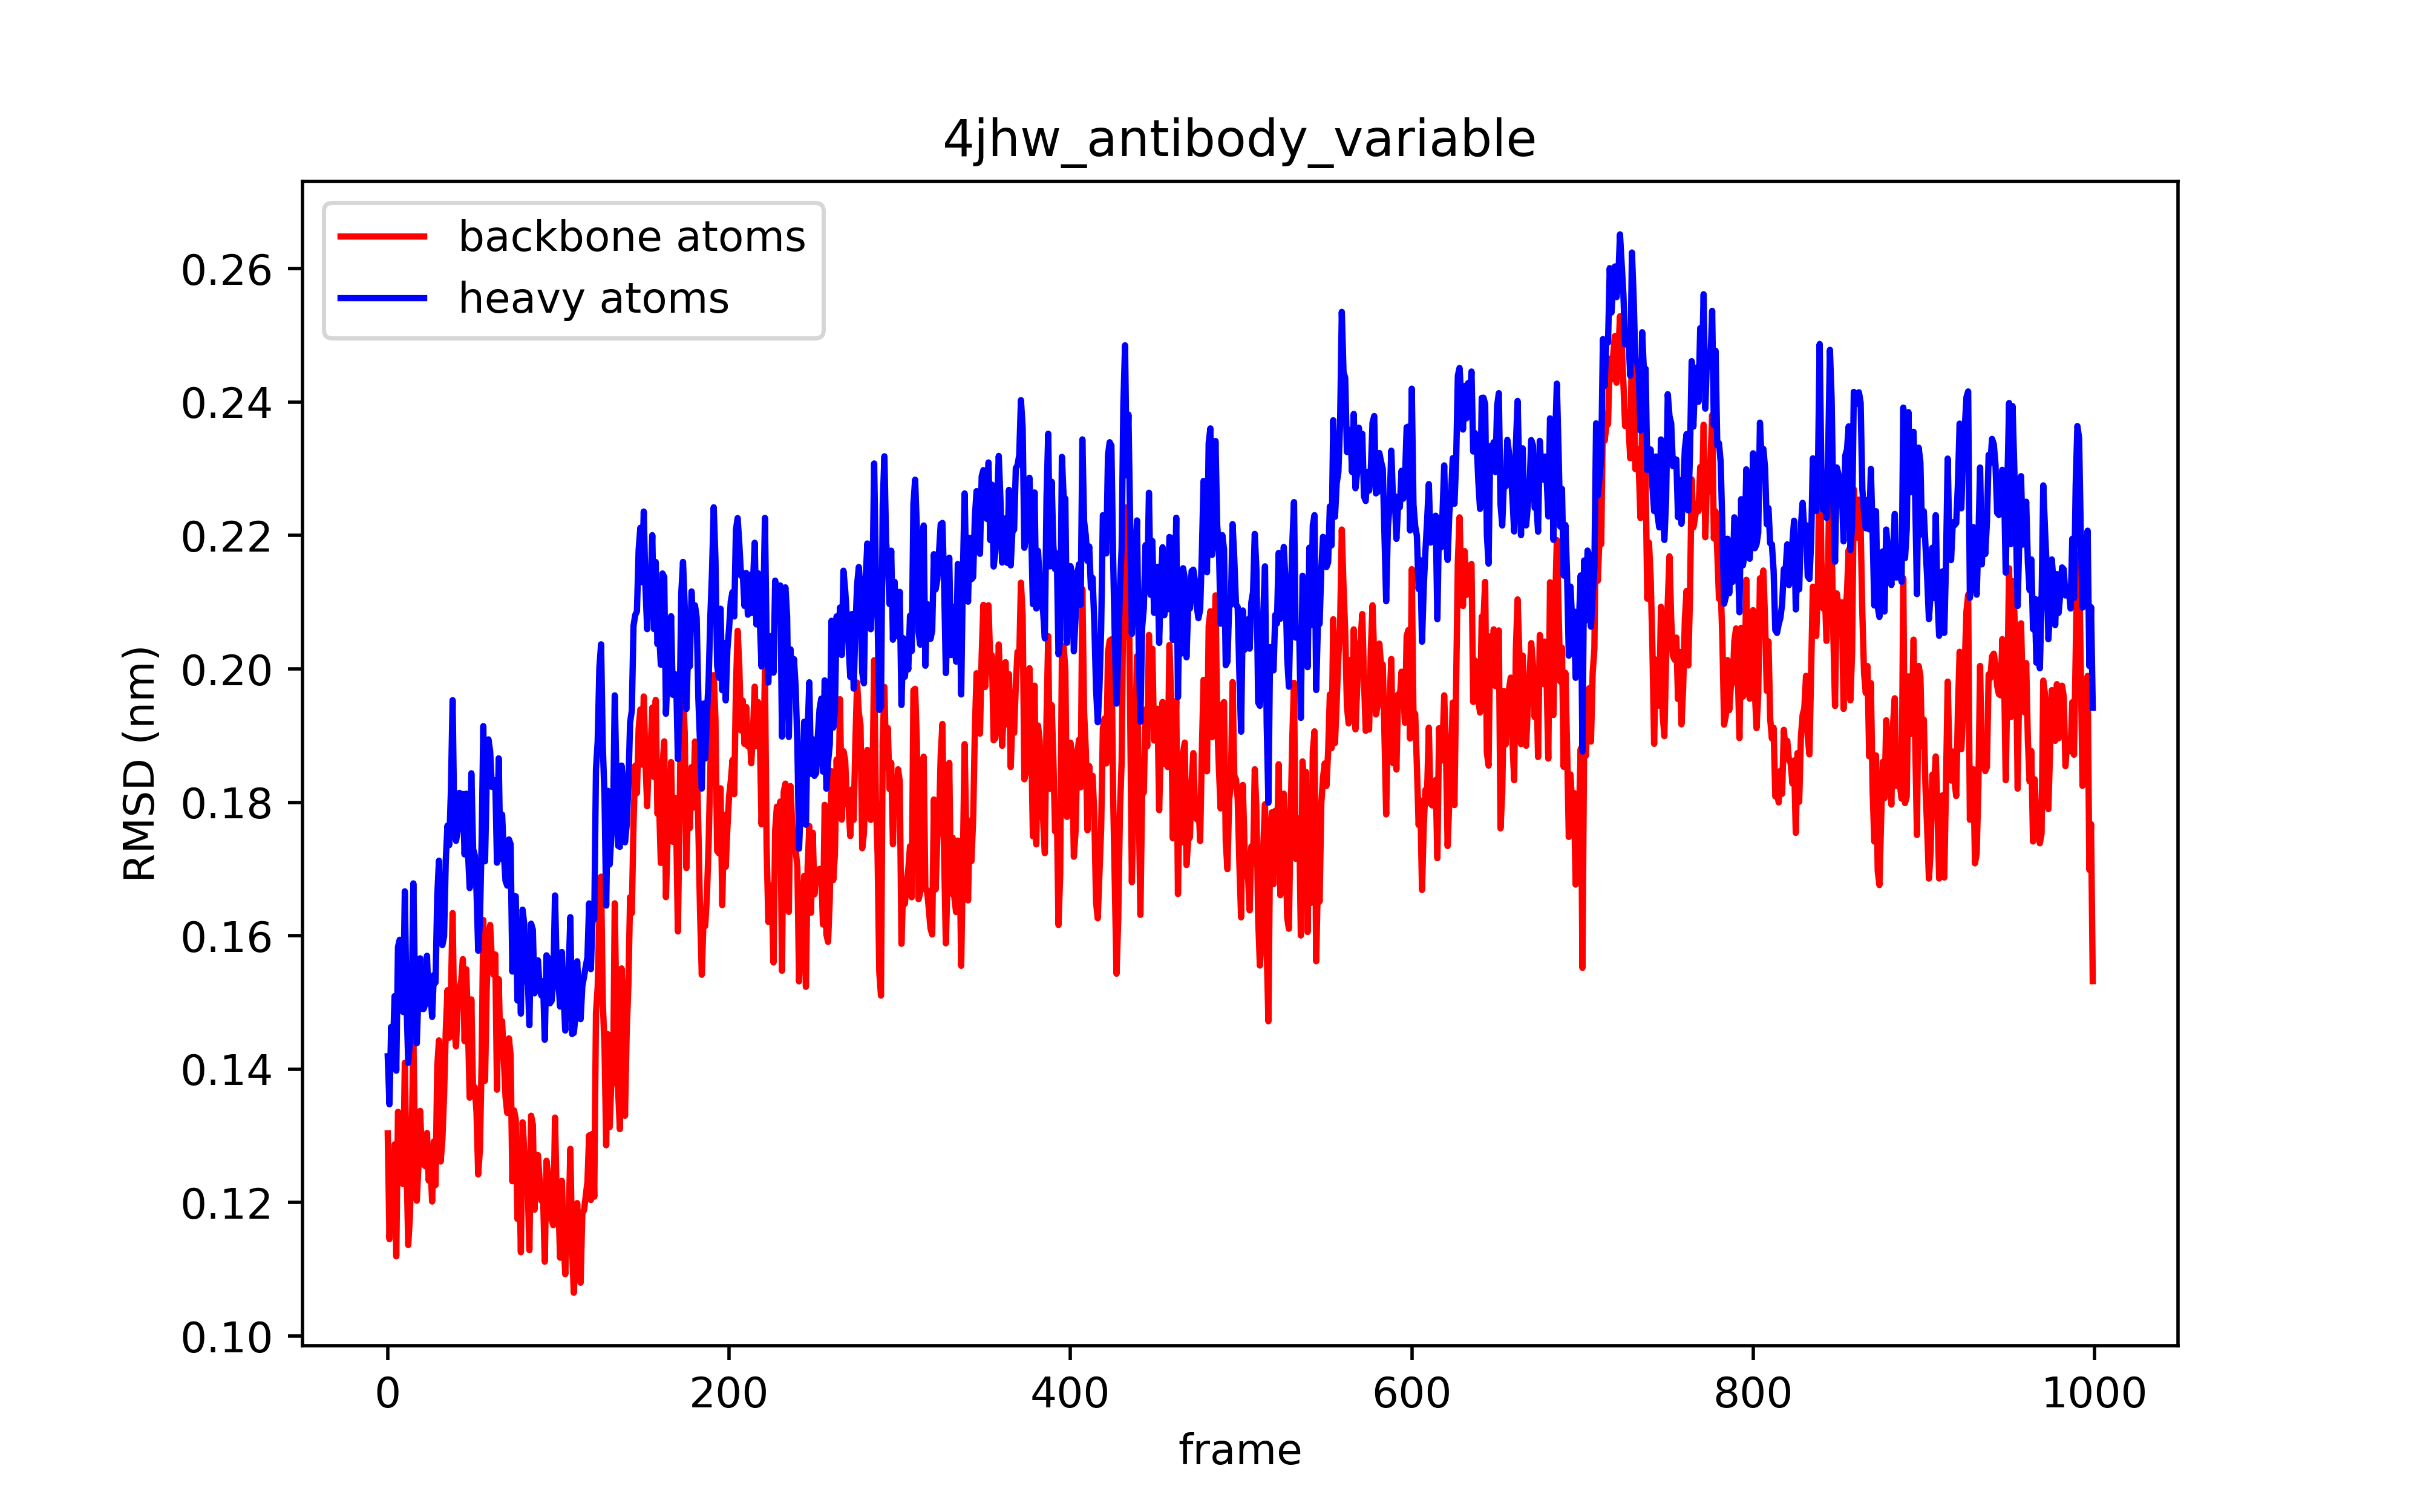 4jhw_antibody_variable
backbone atoms
heavy atoms
RMSD (nm)
0.26
0.24
0.22
0.20
0.18
0.16
0.14
0.12
0.10
0 200 400 600 800 1000
frame